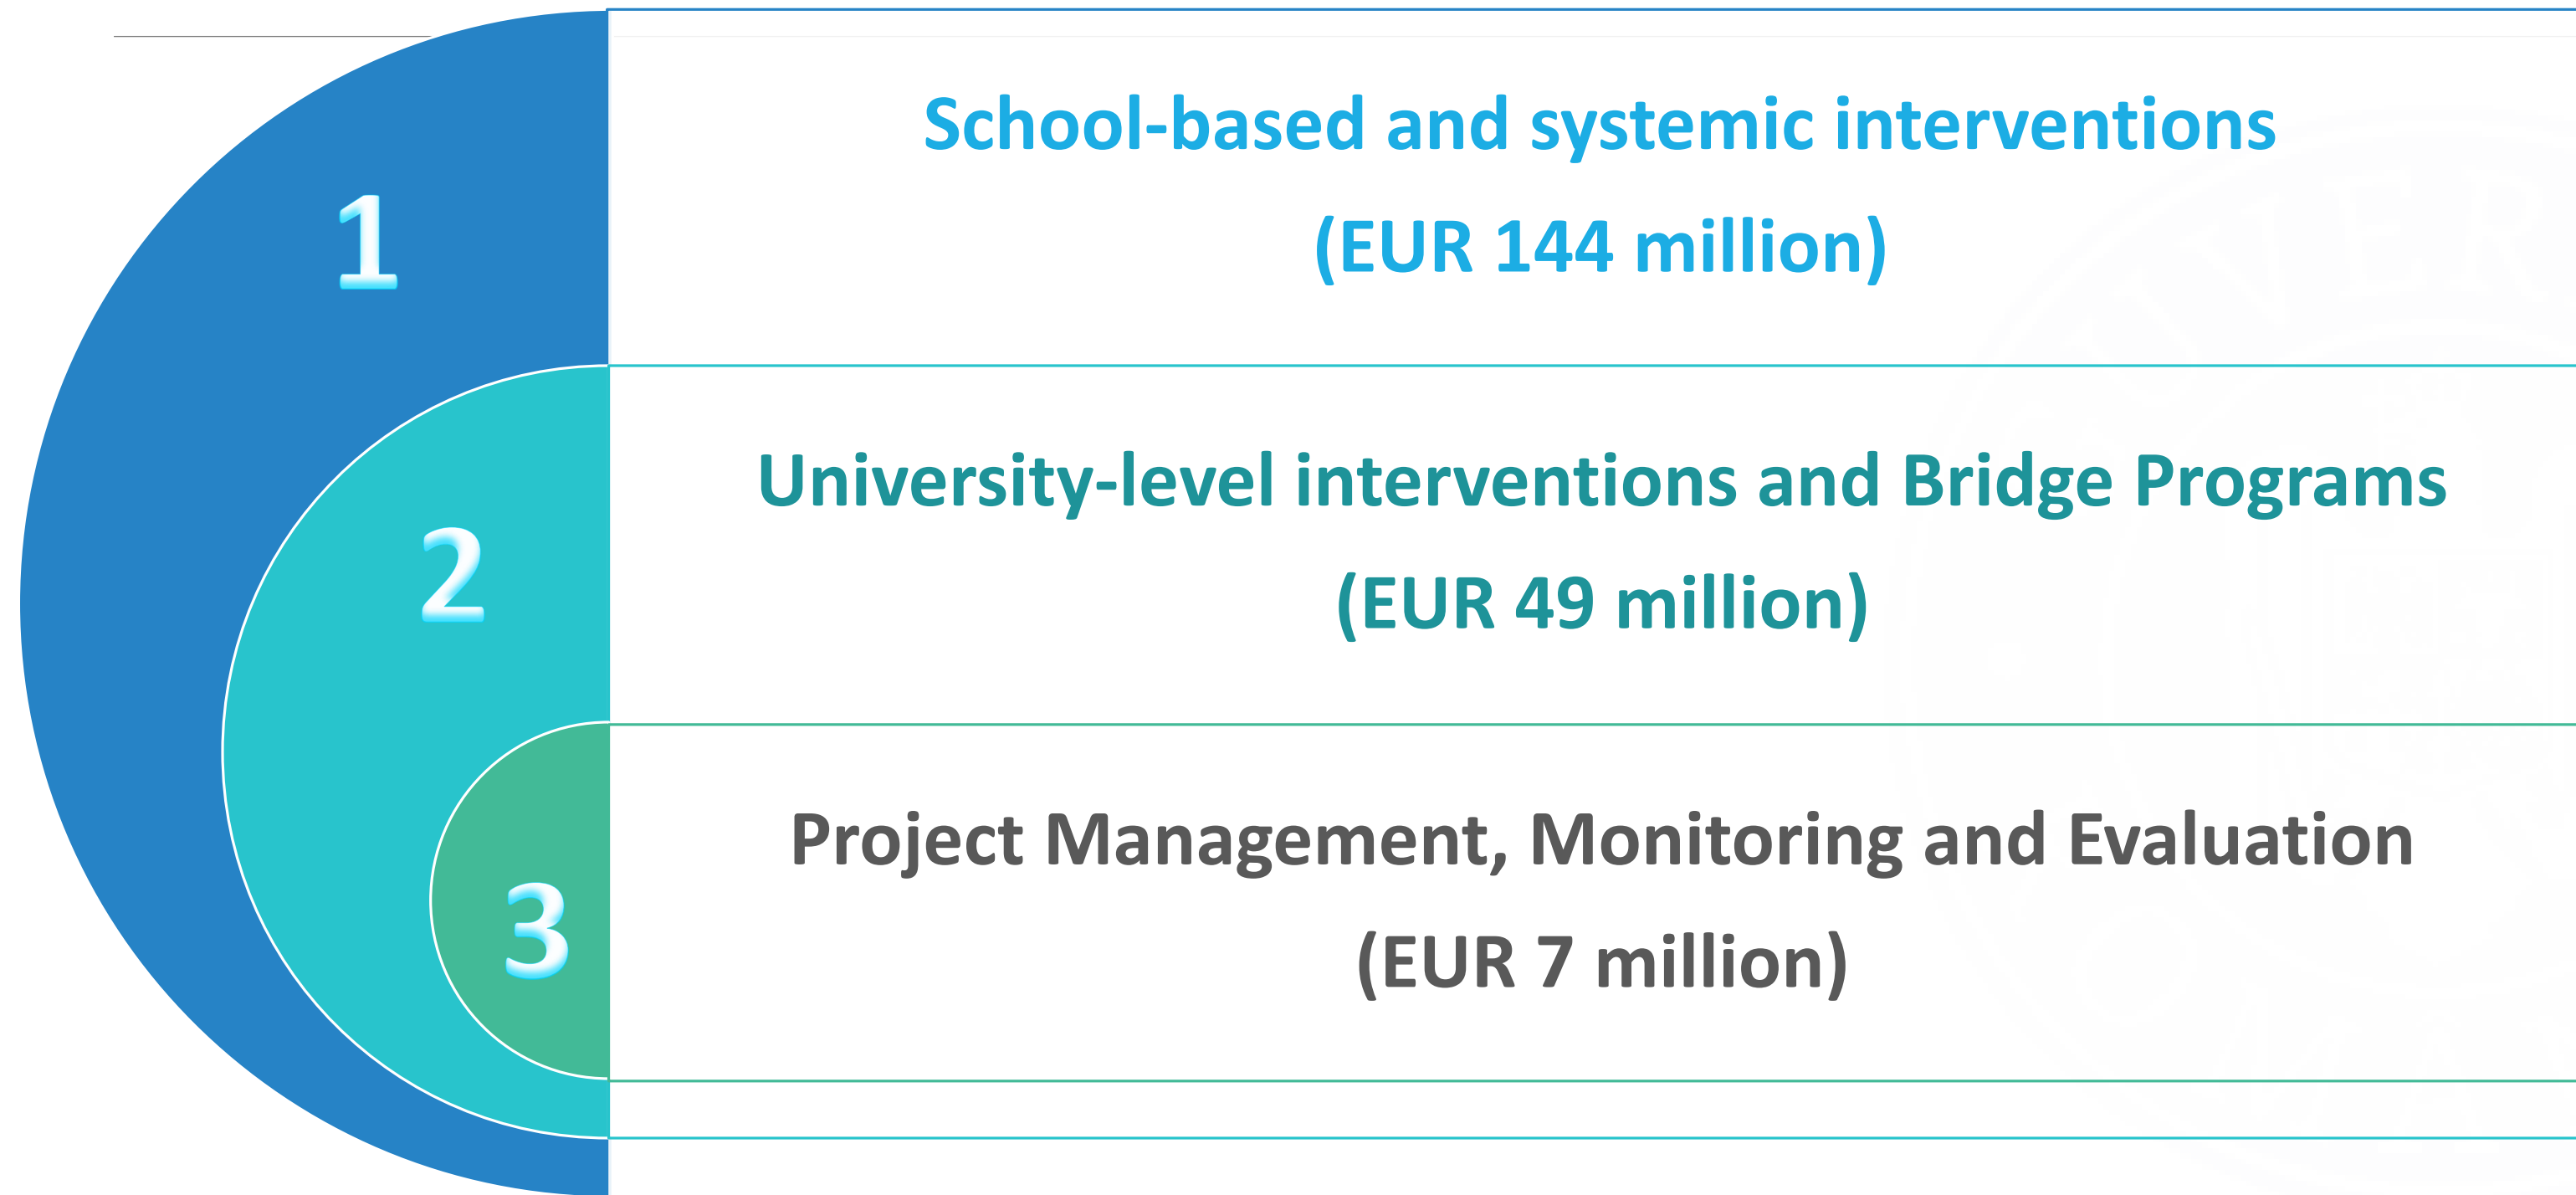 1
School-based and systemic interventions
(EUR 144 million)
2
University-level interventions and Bridge Programs
(EUR 49 million)
3
Project Management, Monitoring and Evaluation
(EUR 7 million)